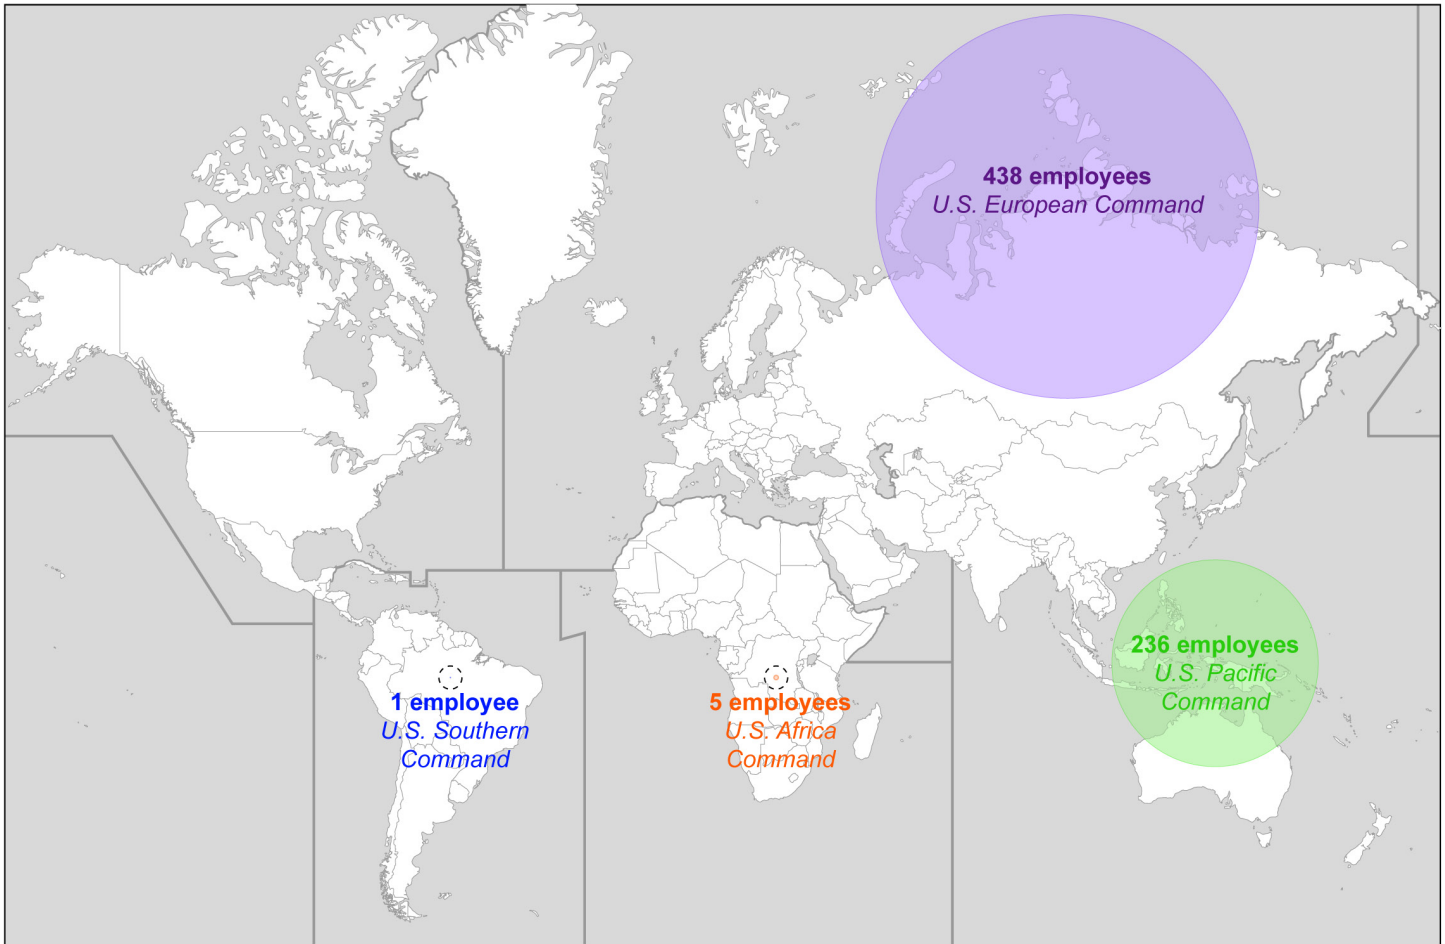 438 employees
U.S. European Command
236 employees
U.S. Pacific
Command
1 employee
U.S. Southern
Command
5 employees
U.S. Africa
Command